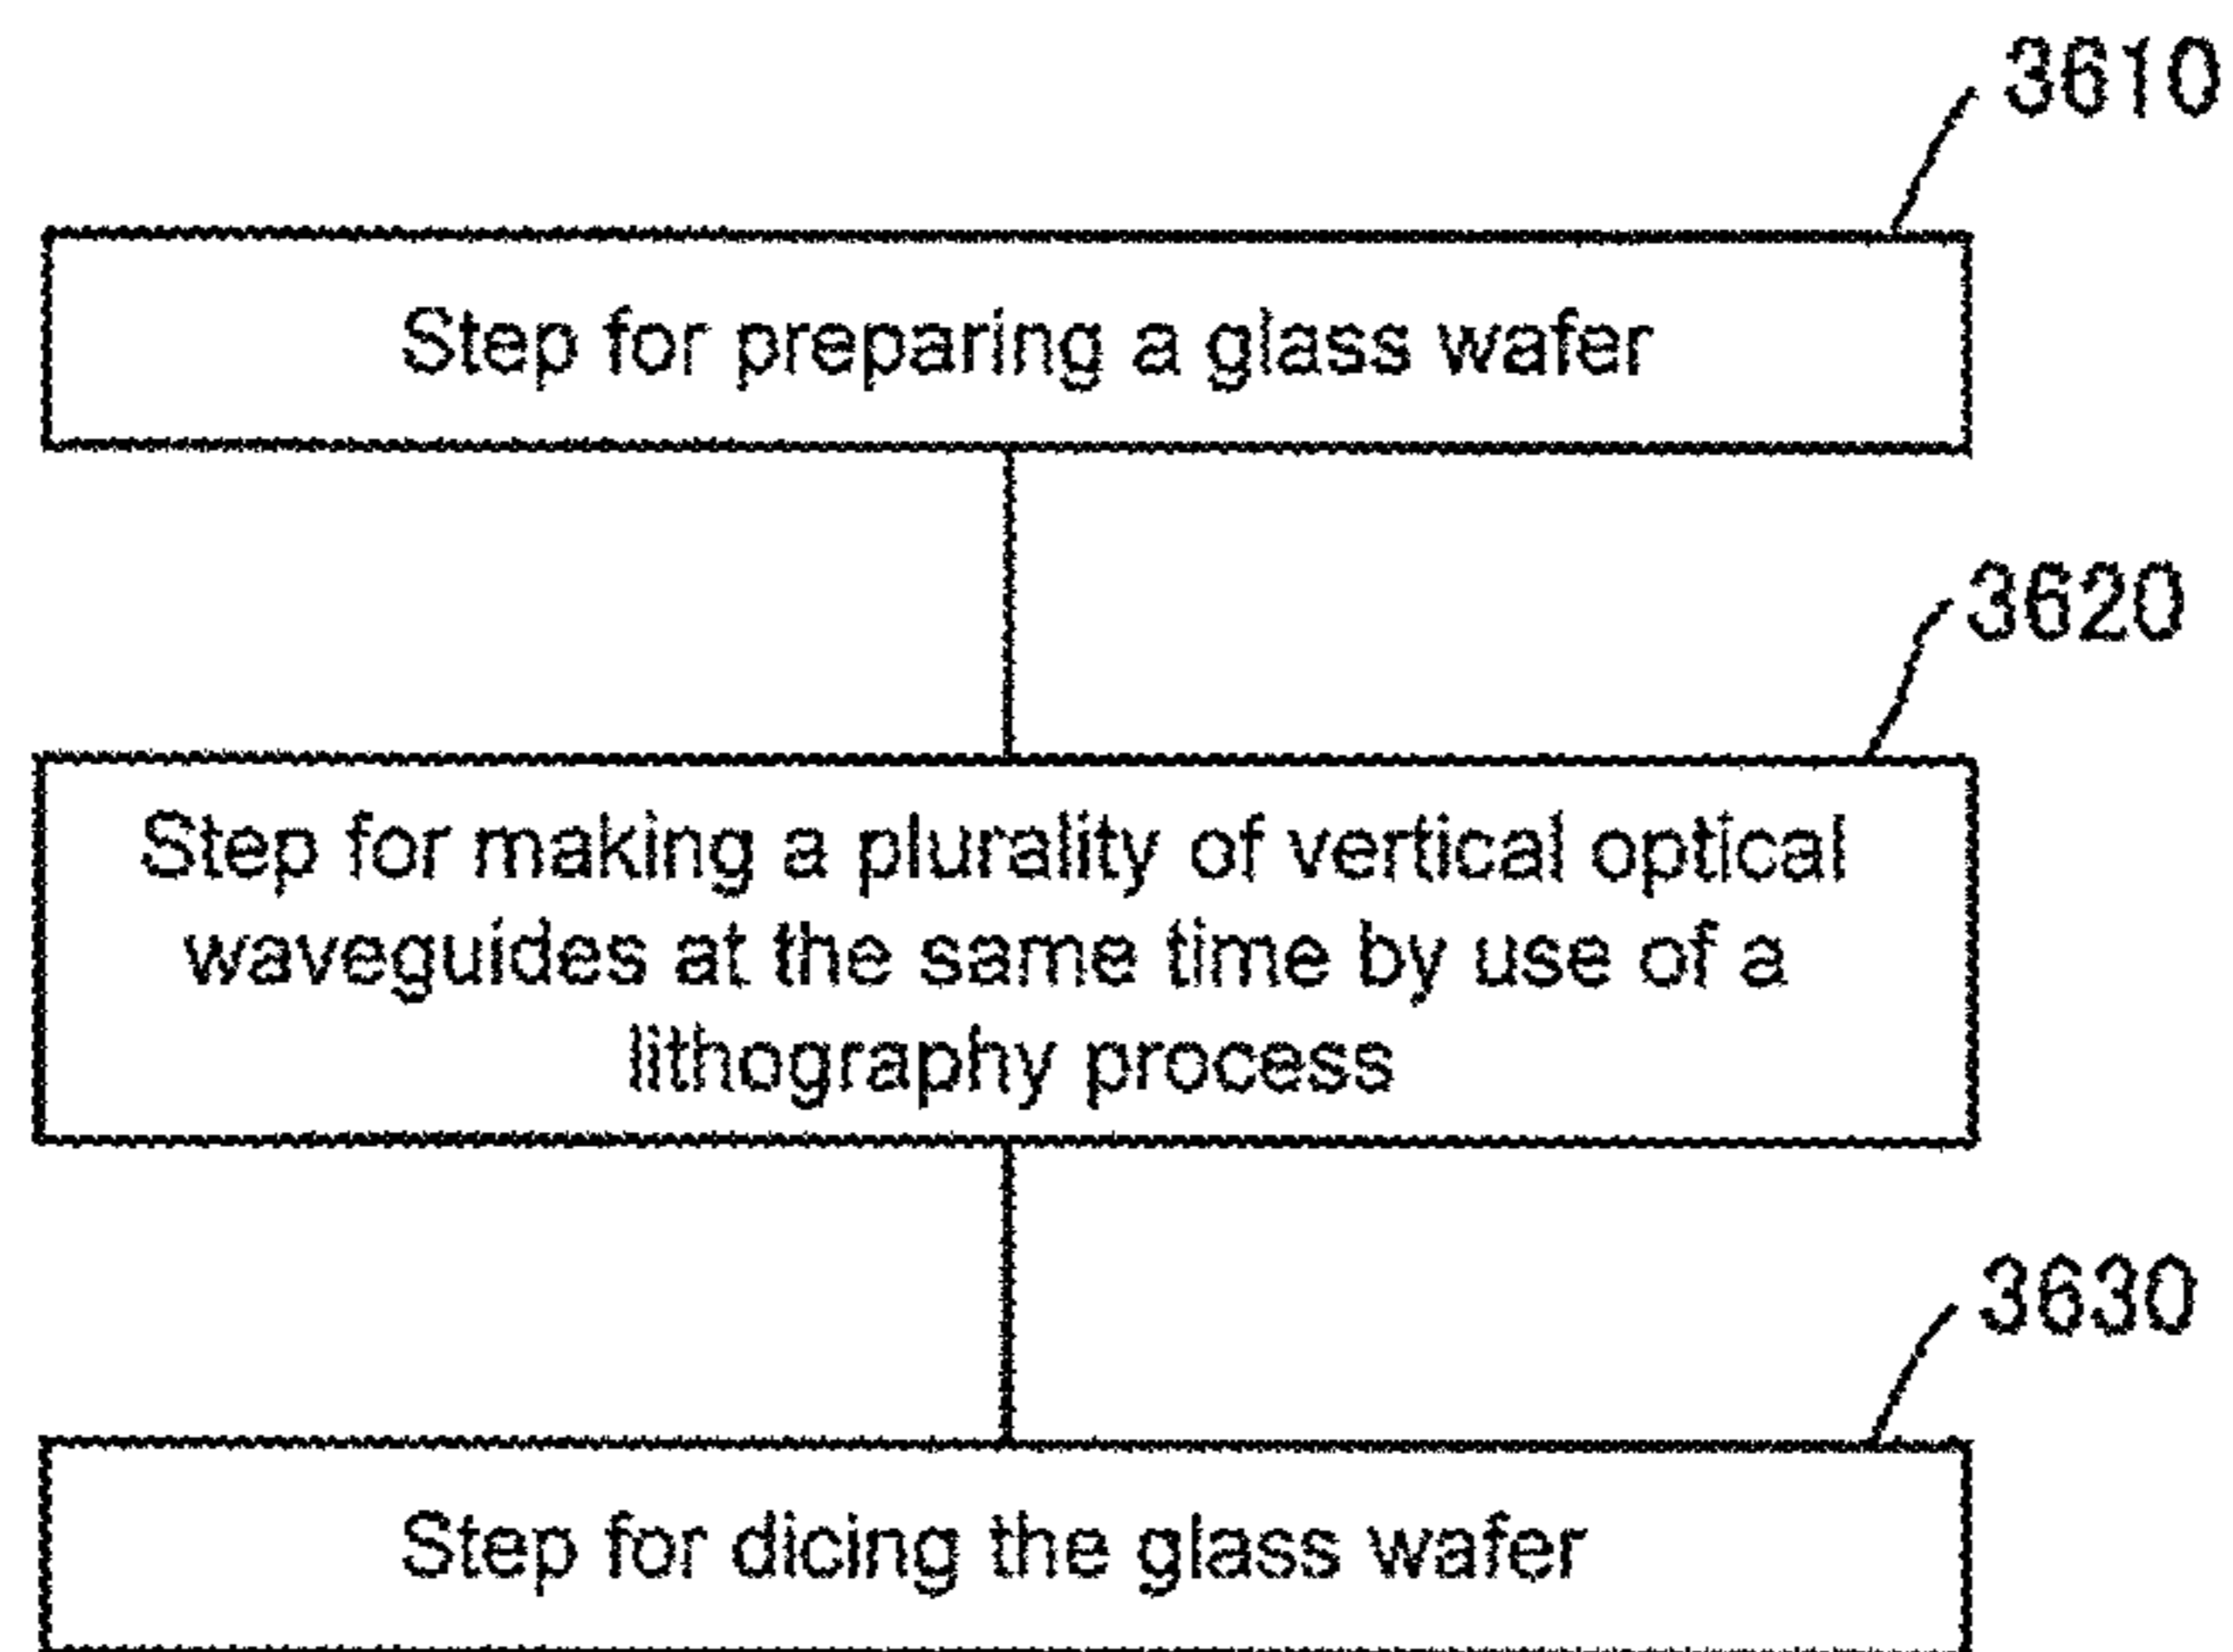 3610
Step for preparing a glass wafer
3620
Step for making a plurality of vertical optical
waveguides at the same time by use of a
lithography process
3630
Step for dicing the glass wafer